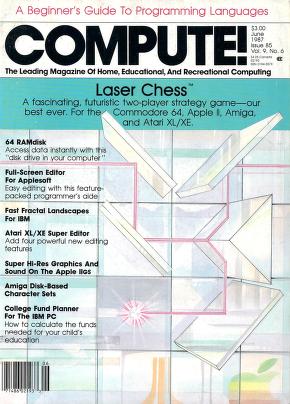 A Beginner's Guide To Programming Languages
COMPUTE!
$3.00
June
1987
Issue 85
Vol. 9, No. 6
The Leading Magazine Of Home, Educational, And Recreational Computing
Laser Chess™
A fascinating, futuristic two-player strategy game—our
best ever. For the Commodore 64, Apple II, Amiga,
and Atari XL/XE.
64 RAMdisk
Access data instantly with this
"disk drive in your computer"
Full-Screen Editor
For Applesoft
Easy editing with this feature-
packed programmer's aide
Fast Fractal Landscapes
For IBM
Atari XL/XE Super Editor
Add four powerful new editing
features
Super Hi-Res Graphics And
Sound On The Apple IIGS
Amiga Disk-Based
Character Sets
College Fund Planner
For The IBM PC
How to calculate the funds
needed for your child's
education
06